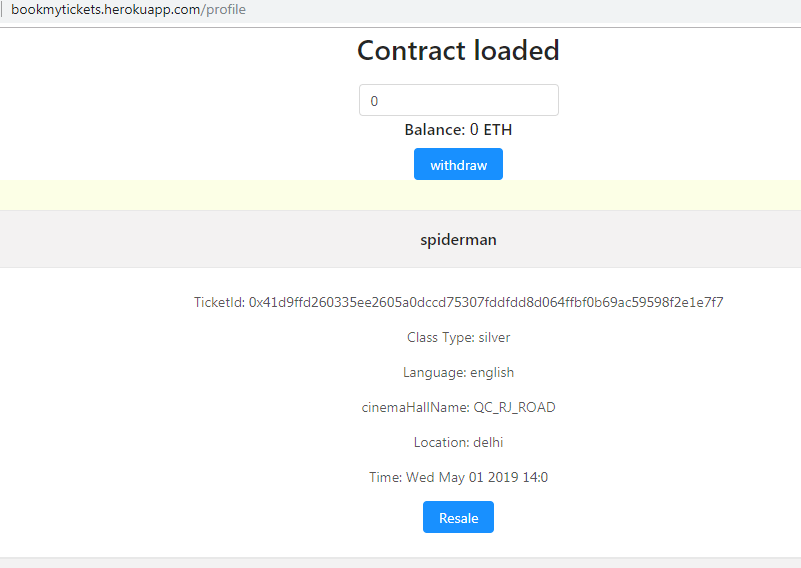 bookmytickets.herokuapp.com/profile
Contract loaded
0
Balance: 0 ETH
withdraw
spiderman
TicketId: 0x41d9ffd260335ee2605a0dccd75307fddfdd8d064ffbf0b69ac59598f2e1e7f7
Class Type: silver
Language: english
cinemaHallName: QC_RJ_ROAD
Location: delhi
Time: Wed May 01 2019 14:0
Resale